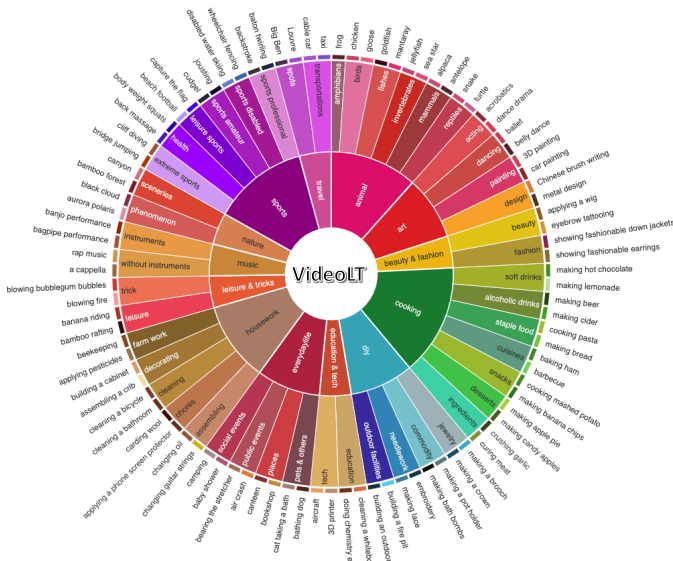 VideoLT
animal
art
beauty & fashion
cooking
diy
education & tech
everydaylife
housework
leisure & tricks
music
nature
sports
travel
amphibians
birds
fishes
invertebrates
mammals
reptiles
acting
dancing
painting
design
beauty
fashion
soft drinks
alcoholic drinks
staple food
cuisines
snacks
desserts
ingredients
jewelry
commodity
needlework
outdoor facilities
education
tech
pets & others
places
public events
social events
assembling
chores
cleaning
decorating
farm work
leisure
trick
without instruments
instruments
phenomenon
sceneries
extreme sports
health
leisure sports
sports amateur
sports disabled
sports professional
spots
transportations
frog
chicken
goose
goldfish
mantaray
jellyfish
sea star
alpaca
antelope
snake
turtle
acrobatics
dance drama
ballet
belly dance
3D painting
car painting
Chinese brush writing
metal design
applying a wig
eyebrow tattooing
showing fashionable down jackets
showing fashionable earrings
making hot chocolate
making lemonade
making beer
making cider
cooking pasta
making bread
making ham
barbecue
cooking mashed potato
making banana chips
making apple pie
making candy apples
crushing garlic
curing meat
making a brooch
making a crown
making a pot holder
making bath bombs
embroidery
making lace
building a fire pit
building an outdoor
cleaning a whiteb
doing chemistry e
3D printer
aircraft
bathing dog
cat taking a bath
bookshop
canteen
air crash
bearing the stretcher
baby shower
camping
changing guitar strings
changing oil
applying a phone screen protector
carding wool
cleaning a bathroom
cleaning a bicycle
assembling a crib
building a cabinet
applying pesticides
beekeeping
bamboo rafting
banana riding
blowing fire
blowing bubblegum bubbles
a cappella
rap music
bagpipe performance
banjo performance
aurora polaris
black cloud
bamboo forest
canyon
bridge jumping
cliff diving
back massage
body weight squats
beach football
capture the flag
cudgel
jousting
disabled water skiing
wheelchair fencing
backstroke
baton twirling
Big Ben
Louvre
cable car
taxi